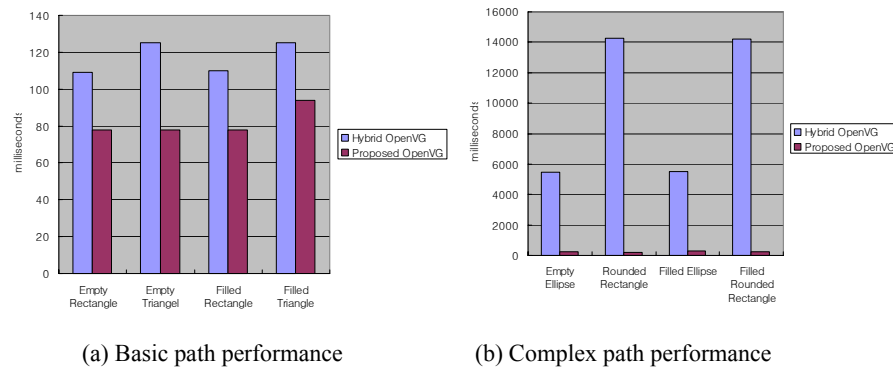 140
120
100
80
60
40
20
0
milliseconds
Empty
Rectangle
Empty
Triangel
Filled
Rectangle
Filled
Triangle
Hybrid OpenVG
Proposed OpenVG
(a) Basic path performance
16000
14000
12000
10000
8000
6000
4000
2000
0
milliseconds
Empty
Ellipse
Rounded
Rectangle
Filled Ellipse
Filled
Rounded
Rectangle
Hybrid OpenVG
Proposed OpenVG
(b) Complex path performance